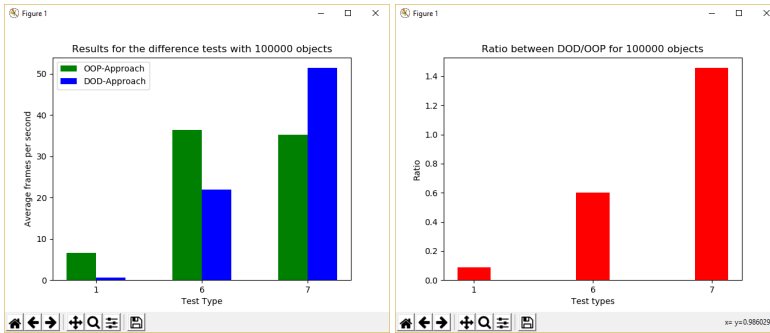 Figure 1
Results for the difference tests with 100000 objects
OOP-Approach
DOD-Approach
50
40
30
20
10
0
Average frames per second
1 6 7
Test Type
Figure 1
Ratio between DOD/OOP for 100000 objects
1.4
1.2
1.0
0.8
0.6
0.4
0.2
0.0
Ratio
1 6 7
Test types
x= y=0.986029